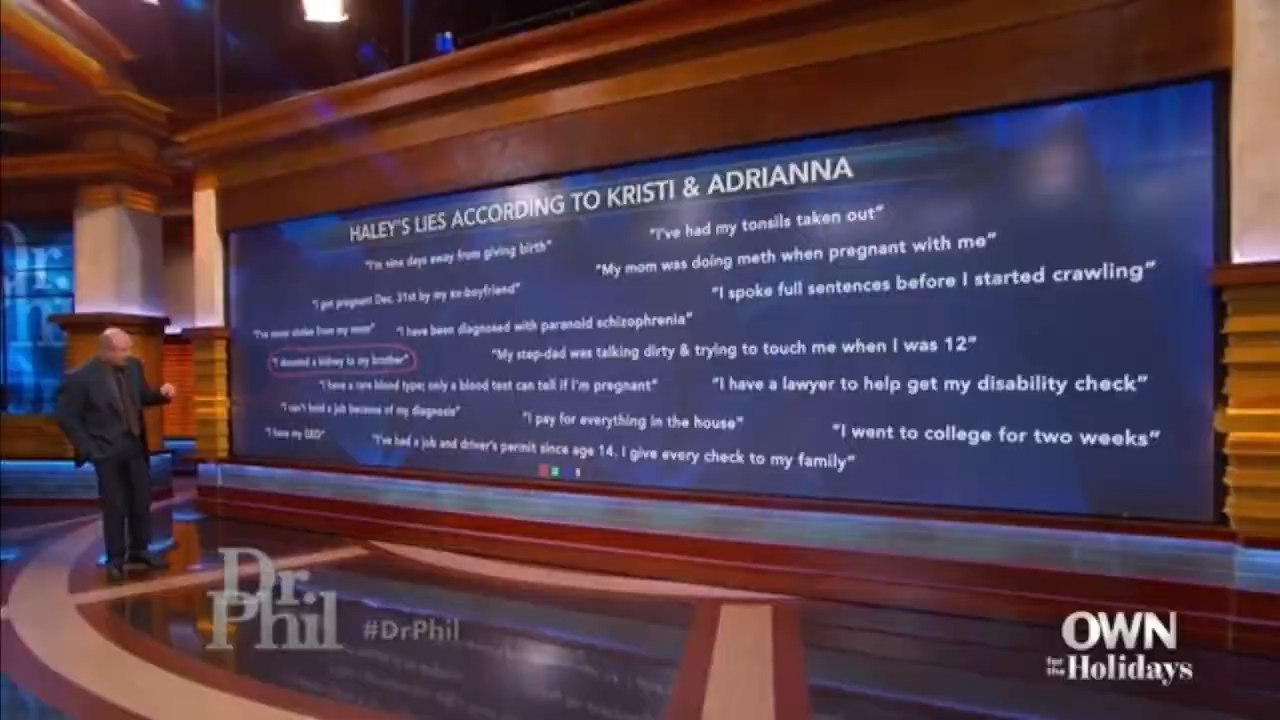 HALEY'S LIES ACCORDING TO KRISTI & ADRIANNA
"I've had my tonsils taken out"
"I'm nine days away from giving birth"
"My mom was doing meth when pregnant with me"
"I got pregnant Dec. 31st by my ex-boyfriend"
"I spoke full sentences before I started crawling"
"I've never stolen from my mom"
"I have been diagnosed with paranoid schizophrenia"
"I donated a kidney to my brother"
"My step-dad was talking dirty & trying to touch me when I was 12"
"I have a rare blood type; only a blood test can tell if I'm pregnant"
"I have a lawyer to help get my disability check"
"I can't hold a job because of my diagnosis"
"I pay for everything in the house"
"I went to college for two weeks"
"I have my GED"
"I've had a job and driver's permit since age 14. I give every check to my family"
Dr.
Phil
#DrPhil
OWN
for the Holidays